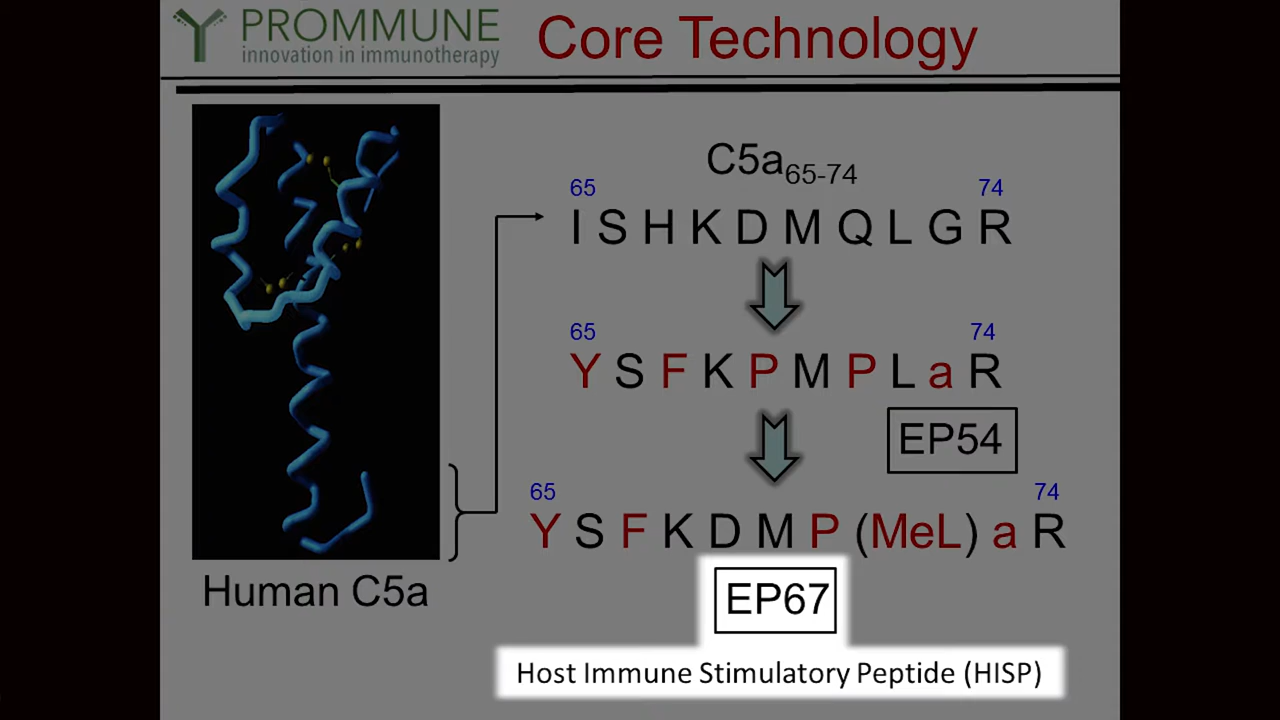 PROMMUNE
innovation in immunotherapy
Core Technology
C5a65-74
65 74
I S H K D M Q L G R
65 74
Y S F K P M P L a R
EP54
65 74
Y S F K D M P (MeL) a R
Human C5a
EP67
Host Immune Stimulatory Peptide (HISP)